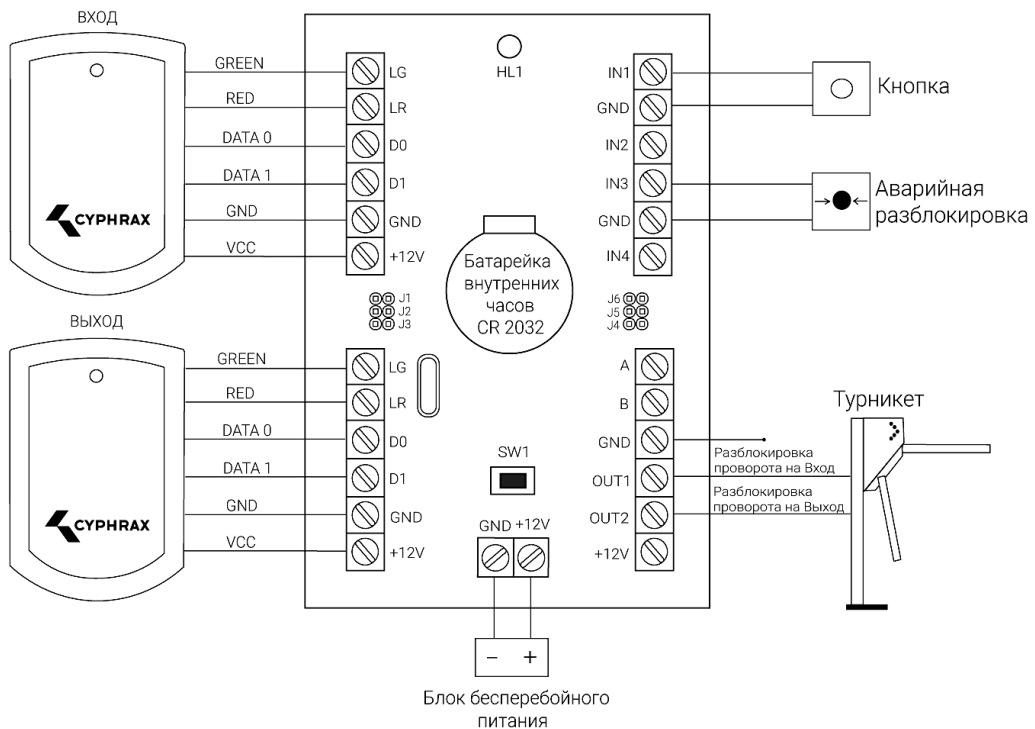 ВХОД
GREEN
RED
DATA 0
DATA 1
GND
VCC
CYPHRAX
LG
LR
D0
D1
GND
+12V
HL1
IN1
GND
IN2
IN3
GND
IN4
Кнопка
Аварийная
разблокировка
Батарейка
внутренних
часов
CR 2032
J1
J2
J3
J6
J5
J4
ВЫХОД
GREEN
RED
DATA 0
DATA 1
GND
VCC
CYPHRAX
LG
LR
D0
D1
GND
+12V
SW1
GND +12V
A
B
GND
OUT1
OUT2
+12V
Турникет
Разблокировка
проворота на Вход
Разблокировка
проворота на Выход
− +
Блок бесперебойного
питания